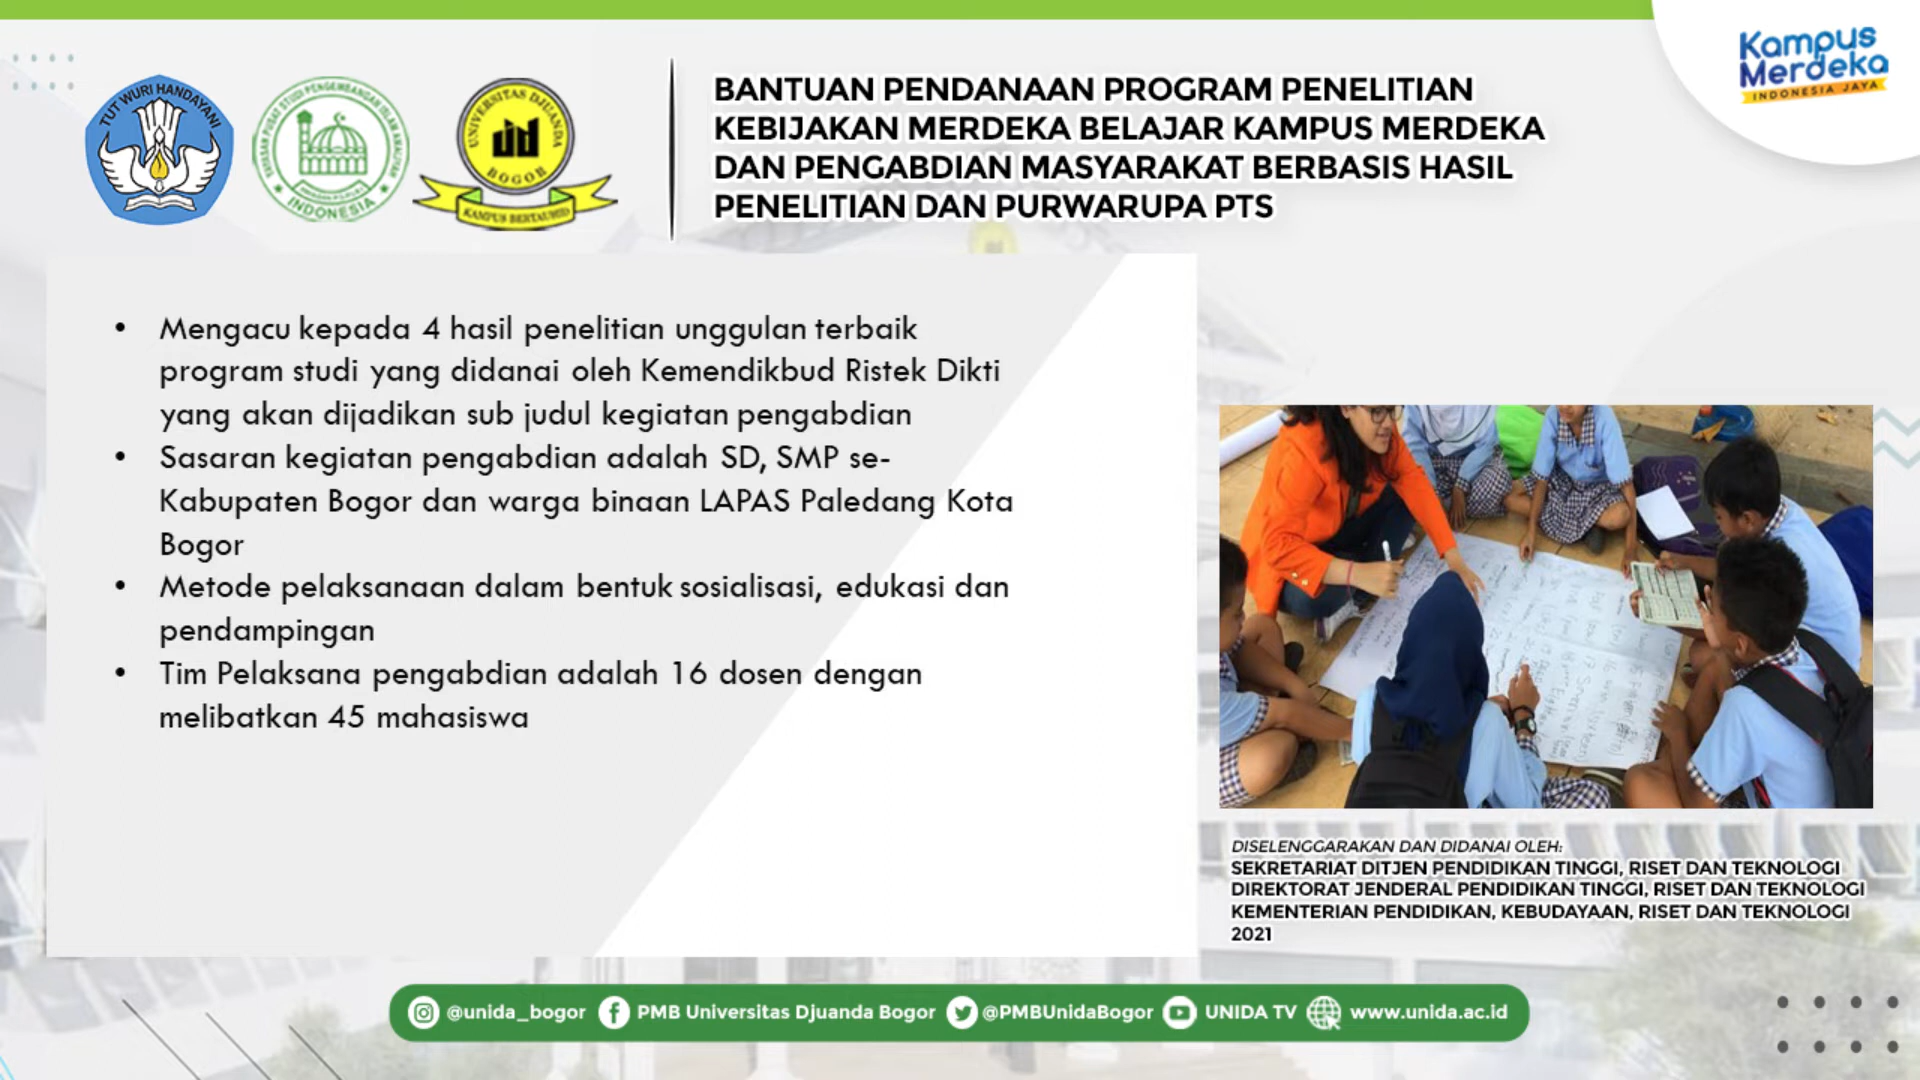 TUT WURI HANDAYANI
YAYASAN PUSAT STUDI PENGEMBANGAN ISLAM AMALIYAH
INDONESIA
UNIVERSITAS DJUANDA
BOGOR
KAMPUS BERTAUHID
BANTUAN PENDANAAN PROGRAM PENELITIAN
KEBIJAKAN MERDEKA BELAJAR KAMPUS MERDEKA
DAN PENGABDIAN MASYARAKAT BERBASIS HASIL
PENELITIAN DAN PURWARUPA PTS
Kampus
Merdeka
INDONESIA JAYA
• Mengacu kepada 4 hasil penelitian unggulan terbaik
program studi yang didanai oleh Kemendikbud Ristek Dikti
yang akan dijadikan sub judul kegiatan pengabdian
• Sasaran kegiatan pengabdian adalah SD, SMP se-
Kabupaten Bogor dan warga binaan LAPAS Paledang Kota
Bogor
• Metode pelaksanaan dalam bentuk sosialisasi, edukasi dan
pendampingan
• Tim Pelaksana pengabdian adalah 16 dosen dengan
melibatkan 45 mahasiswa
DISELENGGARAKAN DAN DIDANAI OLEH:
SEKRETARIAT DITJEN PENDIDIKAN TINGGI, RISET DAN TEKNOLOGI
DIREKTORAT JENDERAL PENDIDIKAN TINGGI, RISET DAN TEKNOLOGI
KEMENTERIAN PENDIDIKAN, KEBUDAYAAN, RISET DAN TEKNOLOGI
2021
@unida_bogor PMB Universitas Djuanda Bogor @PMBUnidaBogor UNIDA TV www.unida.ac.id